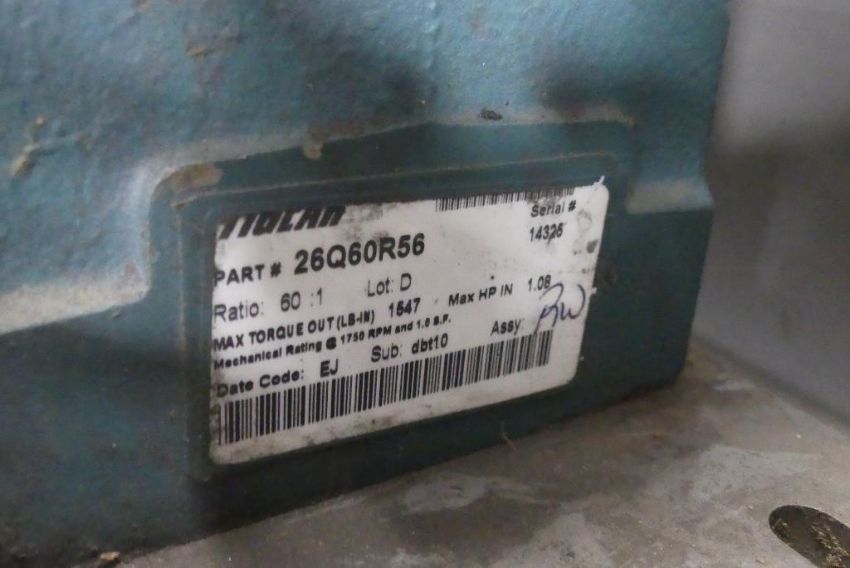 Serial #
14326
PART # 26Q60R56
Ratio: 60 :1 Lot: D
MAX TORQUE OUT (LB-IN) 1547 Max HP IN 1.08
Mechanical Rating @ 1750 RPM and 1.0 S.F.
Date Code: EJ Sub: dbt10 Assy: